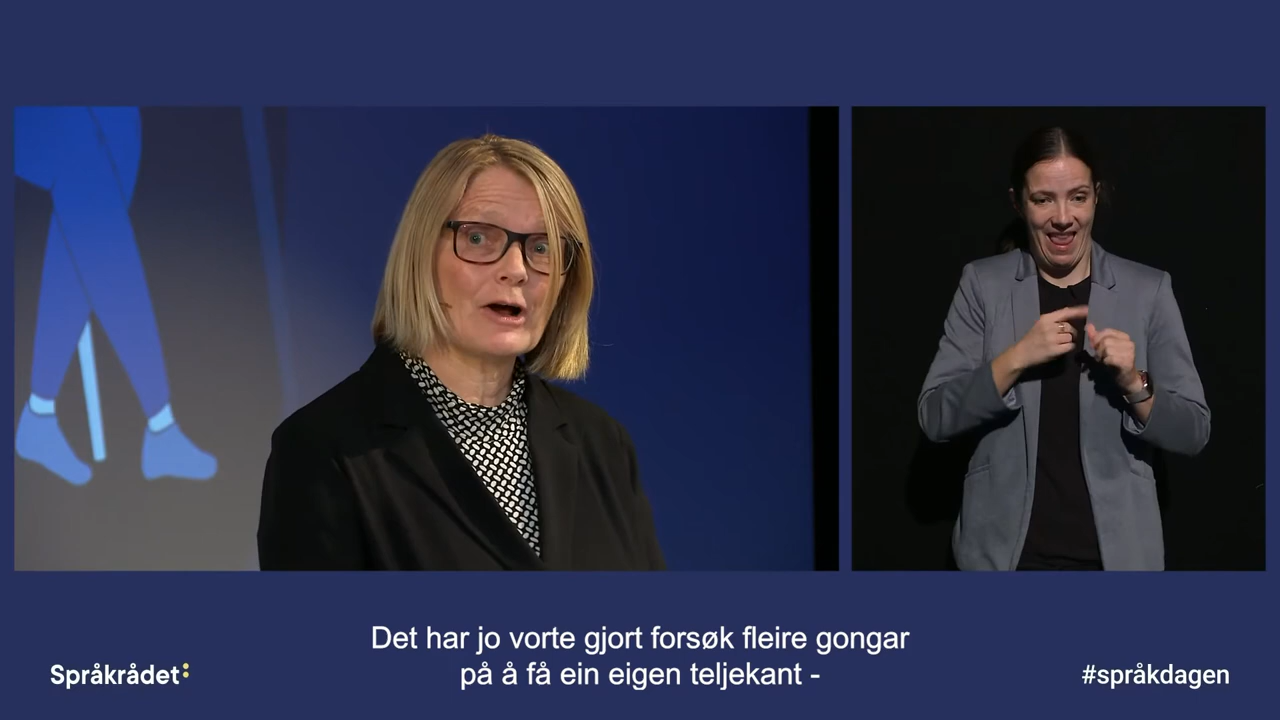 Det har jo vorte gjort forsøk fleire gongar
på å få ein eigen teljekant -
Språkrådet:
#språkdagen